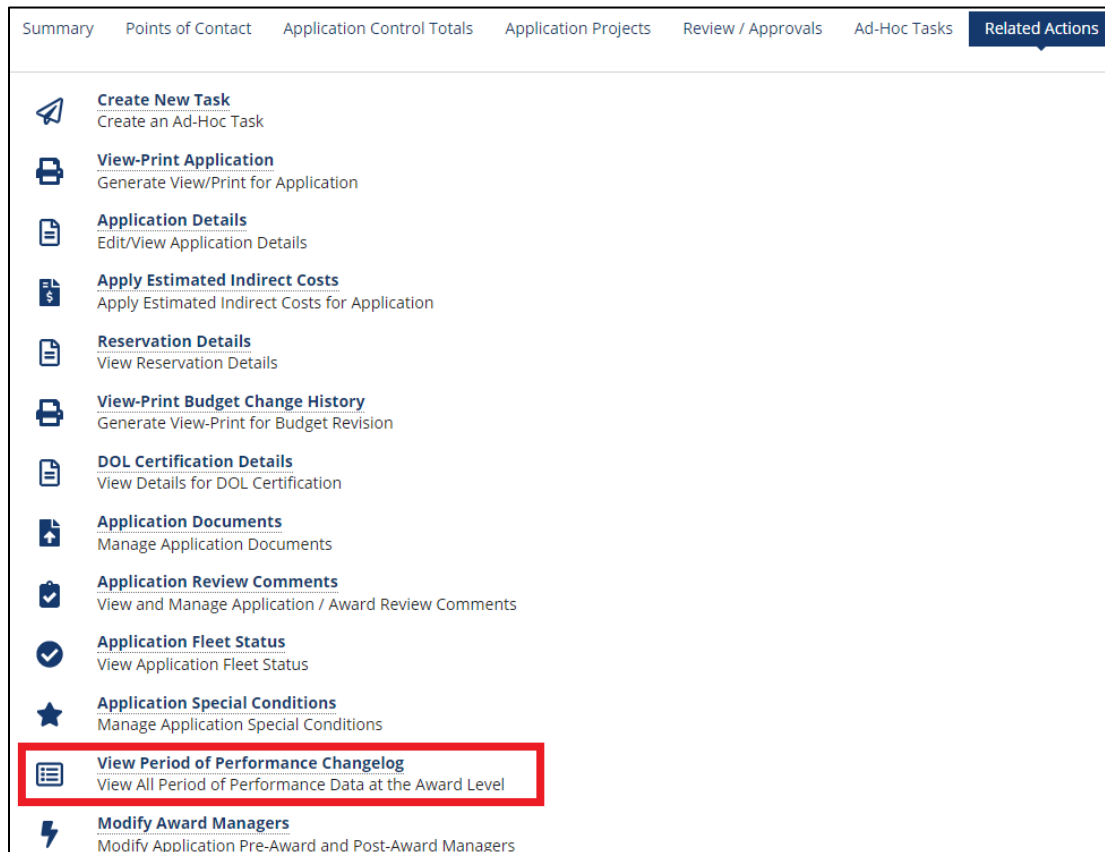 Summary Points of Contact Application Control Totals Application Projects Review / Approvals Ad-Hoc Tasks Related Actions
Create New Task
Create an Ad-Hoc Task
View-Print Application
Generate View/Print for Application
Application Details
Edit/View Application Details
Apply Estimated Indirect Costs
Apply Estimated Indirect Costs for Application
Reservation Details
View Reservation Details
View-Print Budget Change History
Generate View-Print for Budget Revision
DOL Certification Details
View Details for DOL Certification
Application Documents
Manage Application Documents
Application Review Comments
View and Manage Application / Award Review Comments
Application Fleet Status
View Application Fleet Status
Application Special Conditions
Manage Application Special Conditions
View Period of Performance Changelog
View All Period of Performance Data at the Award Level
Modify Award Managers
Modify Application Pre-Award and Post-Award Managers